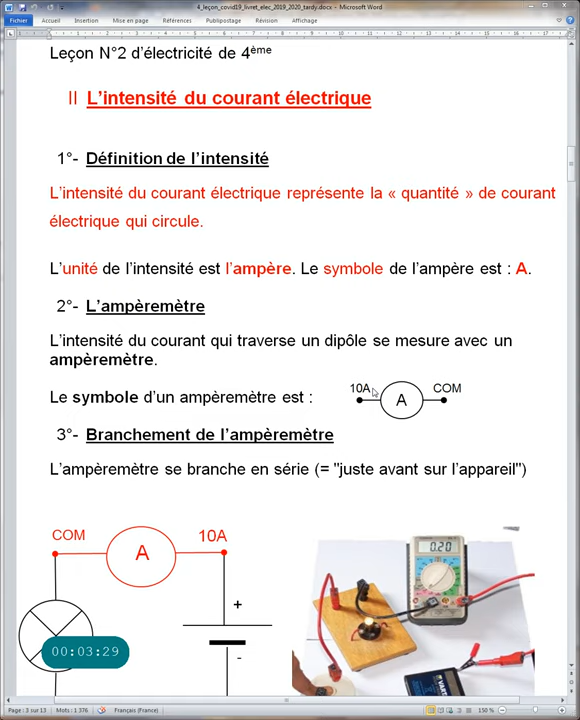 4_leçon_covid19_livret_elec_2019_2020_tardy.docx - Microsoft Word
Fichier Accueil Insertion Mise en page Références Publipostage Révision Affichage
Leçon N°2 d'électricité de 4ème
II L'intensité du courant électrique
1°- Définition de l'intensité
L'intensité du courant électrique représente la « quantité » de courant
électrique qui circule.
L'unité de l'intensité est l'ampère. Le symbole de l'ampère est : A.
2°- L'ampèremètre
L'intensité du courant qui traverse un dipôle se mesure avec un
ampèremètre.
10A COM
Le symbole d'un ampèremètre est : A
3°- Branchement de l'ampèremètre
L'ampèremètre se branche en série (= "juste avant sur l'appareil")
COM 10A
A
0.20
+
00:03:29
-
VARTA
Page : 3 sur 13 Mots : 1 376 Français (France) 150 %